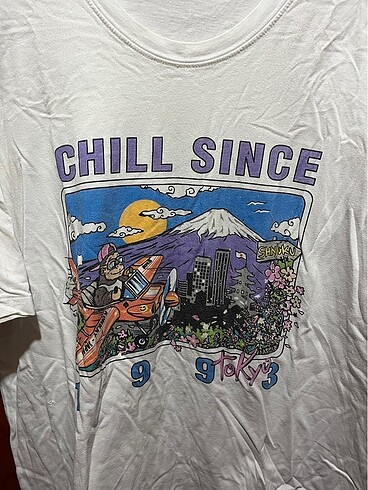 CHILL SINCE
SHINJUKU
1 9 9 3
Tokyo